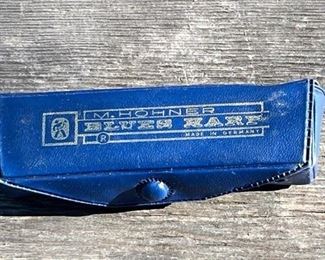 M. HOHNER
BLUES HARP
® MADE IN GERMANY